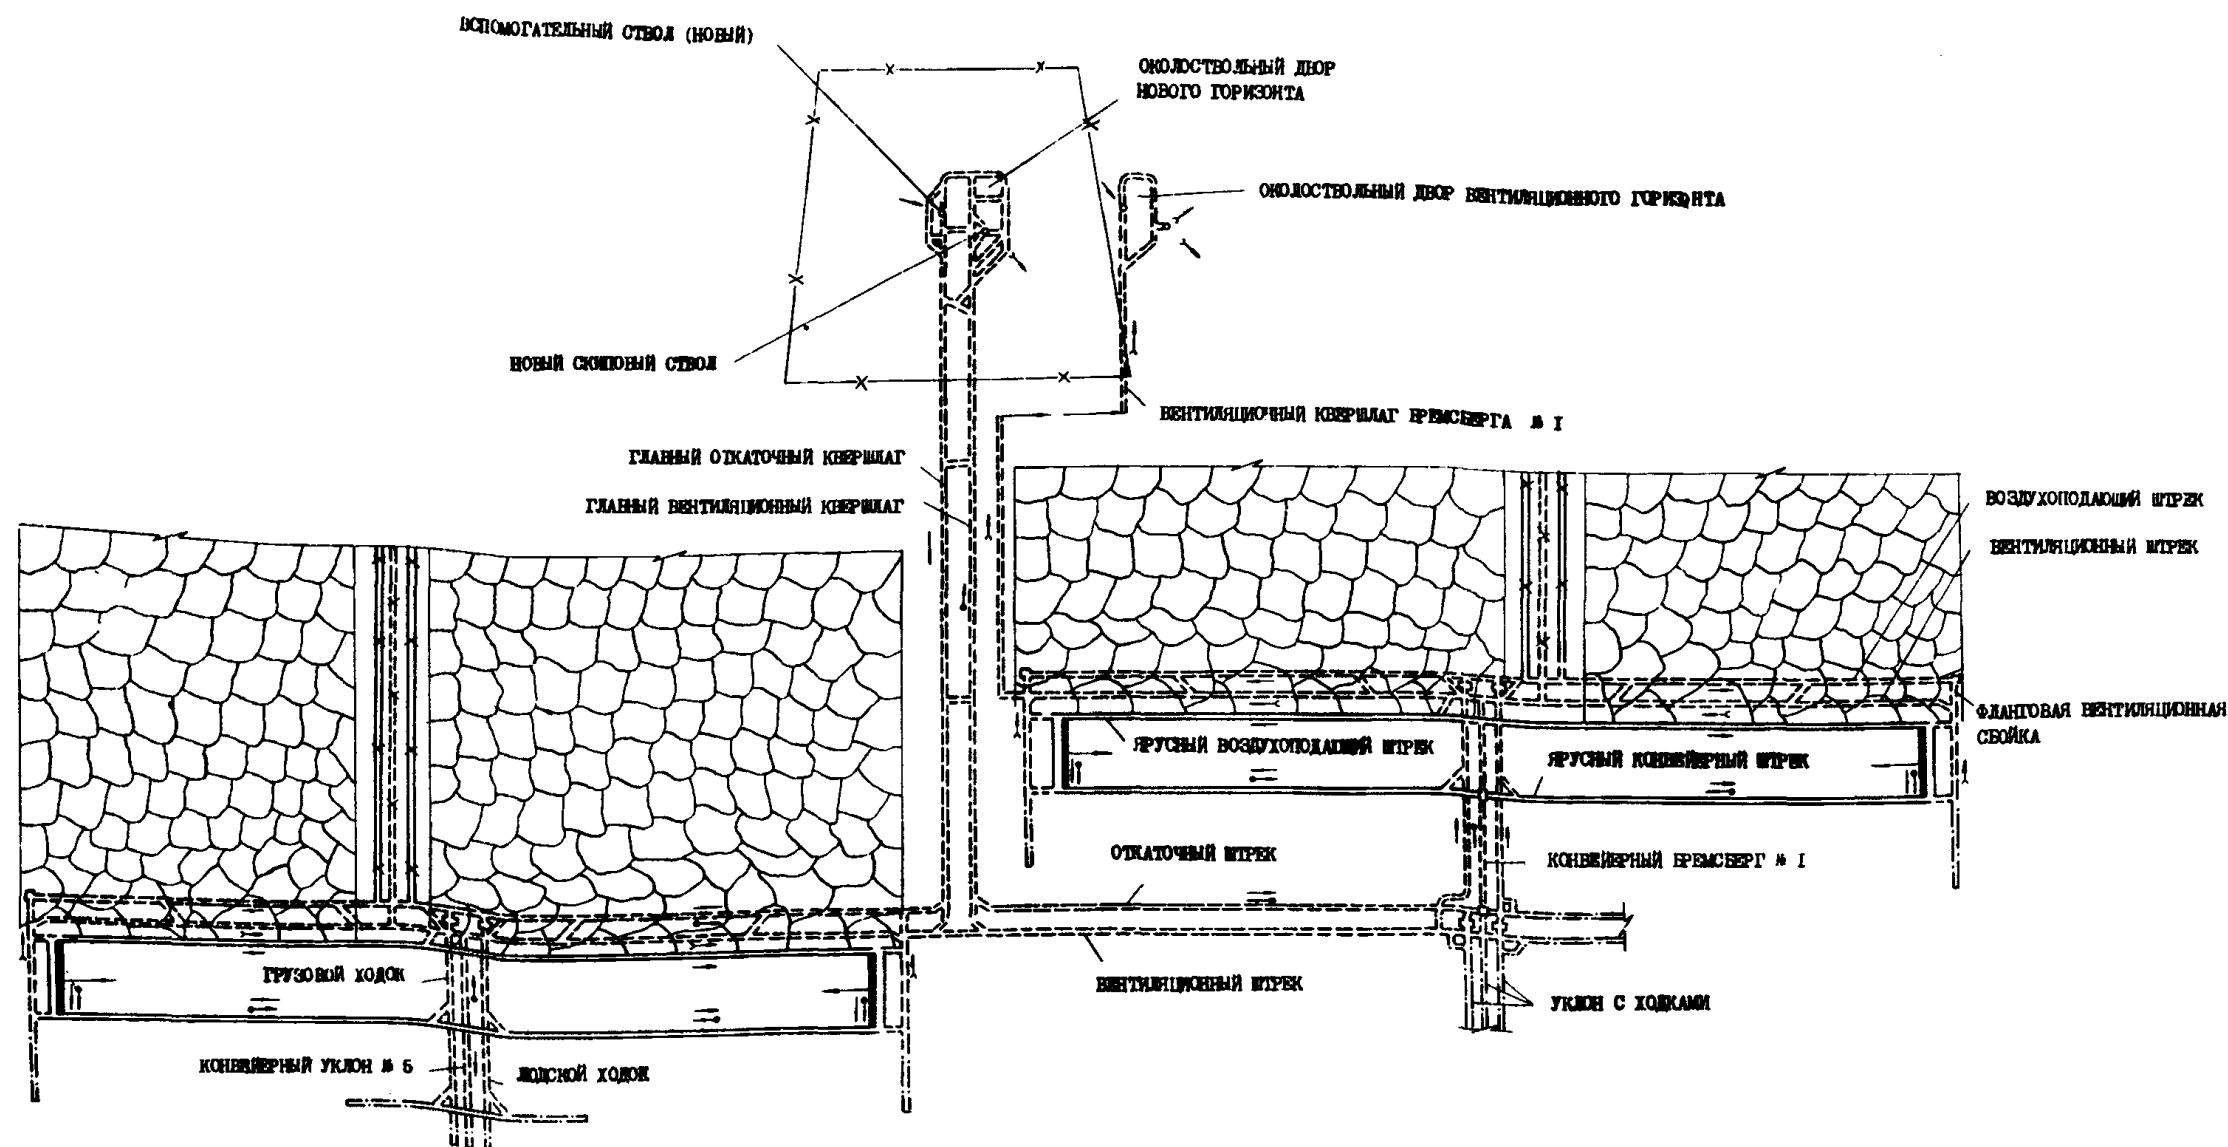 ВСПОМОГАТЕЛЬНЫЙ СТВОЛ (НОВЫЙ)
ОКОЛОСТВОЛЬНЫЙ ДВОР
НОВОГО ГОРИЗОНТА
ОКОЛОСТВОЛЬНЫЙ ДВОР ВЕНТИЛЯЦИОННОГО ГОРИЗОНТА
НОВЫЙ СКИПОВЫЙ СТВОЛ
ВЕНТИЛЯЦИОННЫЙ КВЕРШЛАГ БРЕМСБЕРГА № I
ГЛАВНЫЙ ОТКАТОЧНЫЙ КВЕРШЛАГ
ГЛАВНЫЙ ВЕНТИЛЯЦИОННЫЙ КВЕРШЛАГ
ВОЗДУХОПОДАЮЩИЙ ШТРЕК
ВЕНТИЛЯЦИОННЫЙ ШТРЕК
ФЛАНГОВАЯ ВЕНТИЛЯЦИОННАЯ
СБОЙКА
ЯРУСНЫЙ ВОЗДУХОПОДАЮЩИЙ ШТРЕК
ЯРУСНЫЙ КОНВЕЙЕРНЫЙ ШТРЕК
ОТКАТОЧНЫЙ ШТРЕК
КОНВЕЙЕРНЫЙ БРЕМСБЕРГ № I
ГРУЗОВОЙ ХОДОК
ВЕНТИЛЯЦИОННЫЙ ШТРЕК
УКЛОН С ХОДКАМИ
КОНВЕЙЕРНЫЙ УКЛОН № 5
ЛЮДСКОЙ ХОДОК